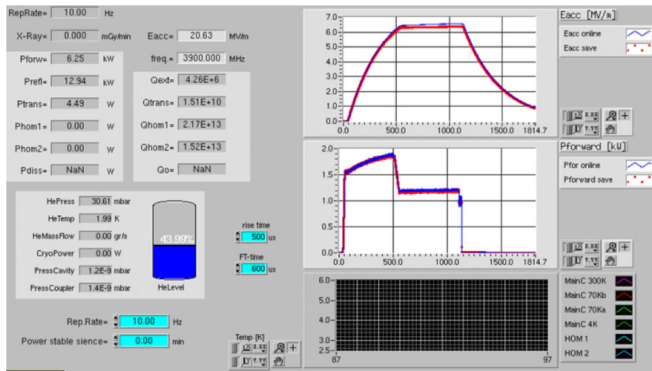 RepRate= 10.00 Hz
X-Ray= 0.000 mGy/min Eacc= 20.63 MV/m
Pforw= 6.25 kW freq= 3900.000 MHz
Prefl= 12.94 kW Qext= 4.26E+6
Ptrans= 4.49 W Qtrans= 1.51E+10
Phom1= 0.00 W Qhom1= 2.17E+13
Phom2= 0.00 W Qhom2= 1.52E+13
Pdiss= NaN W Qo= NaN
HePress 30.61 mbar
HeTemp 1.99 K
HeMassFlow 0.00 gr/s
CryoPower 0.00 W
PressCavity 1.2E-9 mbar
PressCoupler 1.4E-9 mbar
43.99%
HeLevel
rise time
500 us
FT-time
600 us
Rep.Rate= 10.00 Hz
Power stable sience= 0.00 min
Temp [K]
7.0
6.0
5.0
4.0
3.0
2.0
1.0
0.0
0.0 500.0 1000.0 1500.0 1814.7
Eacc [MV/m]
Eacc online
Eacc save
2.0
1.5
1.0
0.5
0.0
0.0 500.0 1000.0 1500.0 1814.7
Pforward [kW]
Pfor online
Pforward save
6.0
5.0
4.0
3.0
2.5
87 97
MainC 300K
MainC 70Kb
MainC 70Ka
MainC 4K
HOM 1
HOM 2